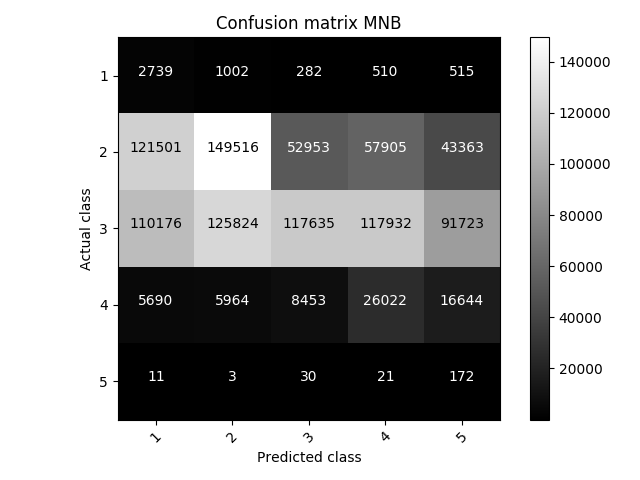 Confusion matrix MNB
1 2739 1002 282 510 515
2 121501 149516 52953 57905 43363
3 110176 125824 117635 117932 91723
4 5690 5964 8453 26022 16644
5 11 3 30 21 172
1 2 3 4 5
Predicted class
Actual class
140000
120000
100000
80000
60000
40000
20000